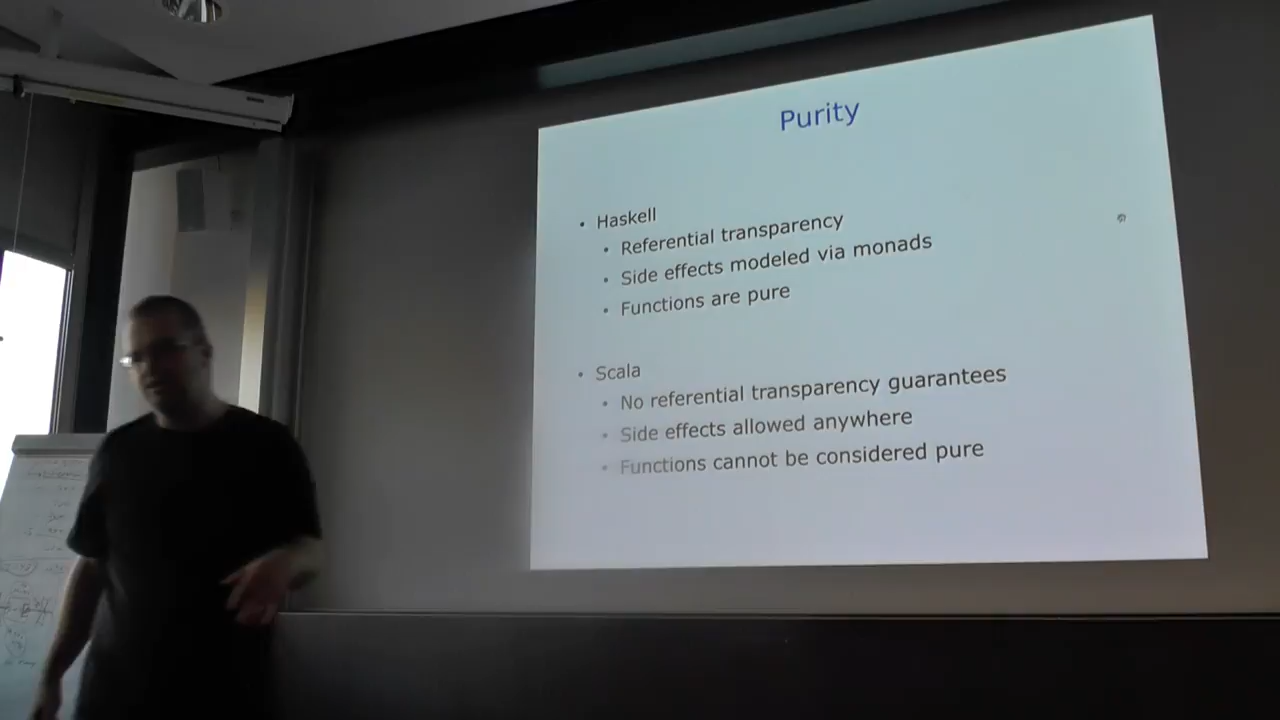 Purity
• Haskell
• Referential transparency
• Side effects modeled via monads
• Functions are pure
• Scala
• No referential transparency guarantees
• Side effects allowed anywhere
• Functions cannot be considered pure